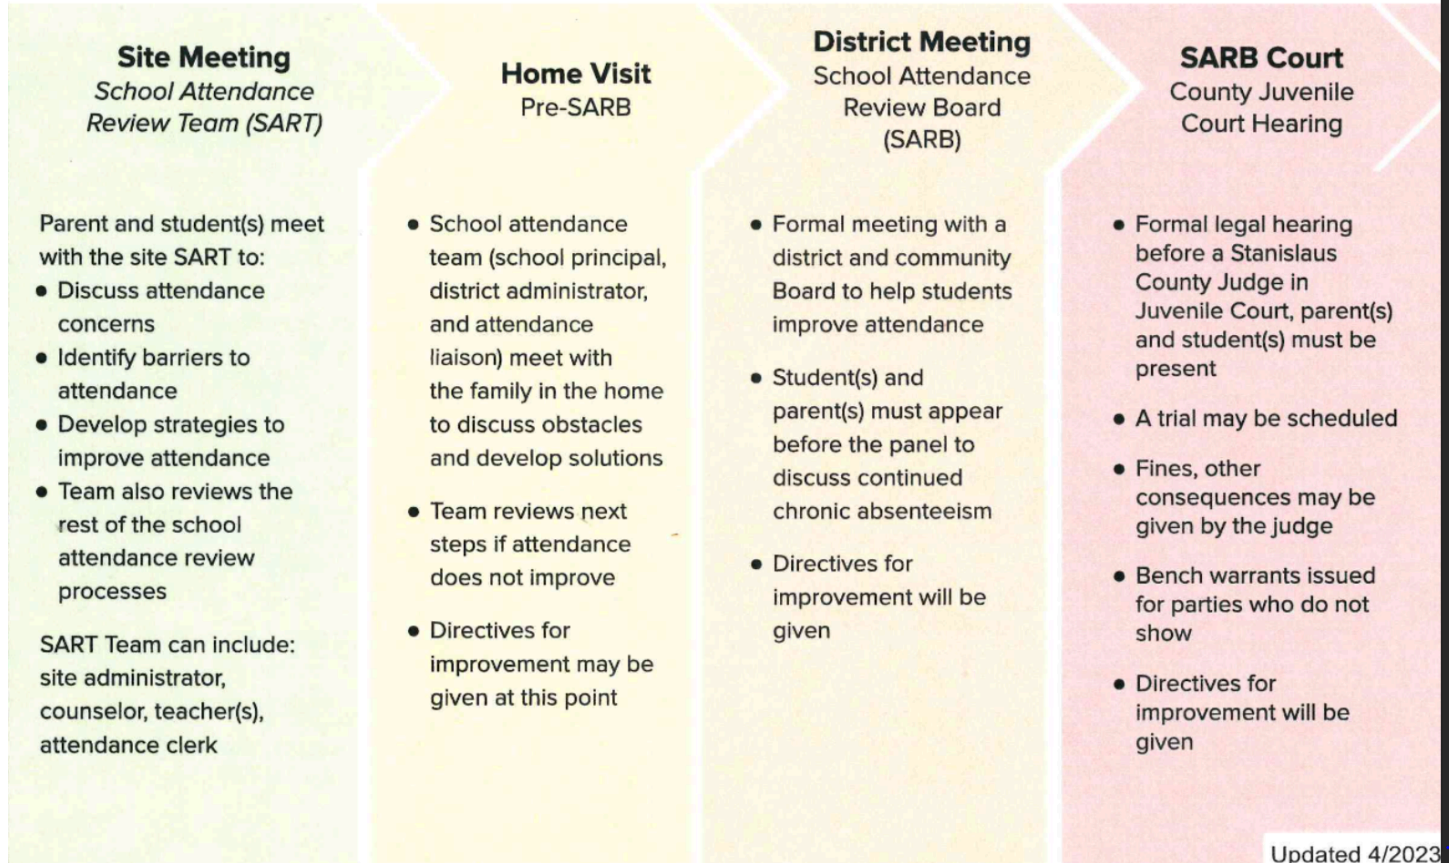 Site Meeting
School Attendance
Review Team (SART)
Parent and student(s) meet
with the site SART to:
• Discuss attendance
concerns
• Identify barriers to
attendance
• Develop strategies to
improve attendance
• Team also reviews the
rest of the school
attendance review
processes
SART Team can include:
site administrator,
counselor, teacher(s),
attendance clerk
Home Visit
Pre-SARB
• School attendance
team (school principal,
district administrator,
and attendance
liaison) meet with
the family in the home
to discuss obstacles
and develop solutions
• Team reviews next
steps if attendance
does not improve
• Directives for
improvement may be
given at this point
District Meeting
School Attendance
Review Board
(SARB)
• Formal meeting with a
district and community
Board to help students
improve attendance
• Student(s) and
parent(s) must appear
before the panel to
discuss continued
chronic absenteeism
• Directives for
improvement will be
given
SARB Court
County Juvenile
Court Hearing
• Formal legal hearing
before a Stanislaus
County Judge in
Juvenile Court, parent(s)
and student(s) must be
present
• A trial may be scheduled
• Fines, other
consequences may be
given by the judge
• Bench warrants issued
for parties who do not
show
• Directives for
improvement will be
given
Updated 4/2023